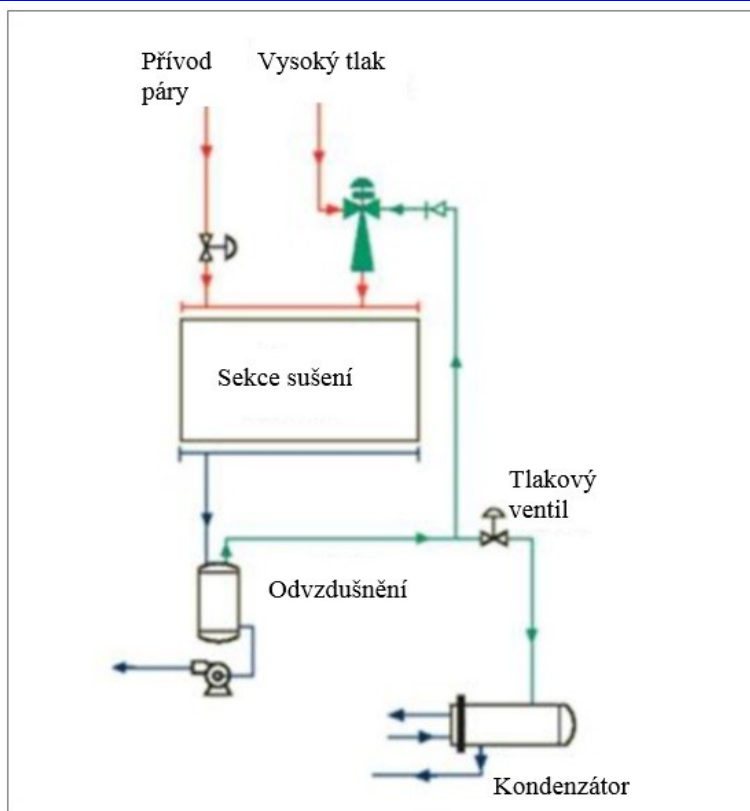 Přívod
páry
Vysoký tlak
Sekce sušení
Tlakový
ventil
Odvzdušnění
Kondenzátor